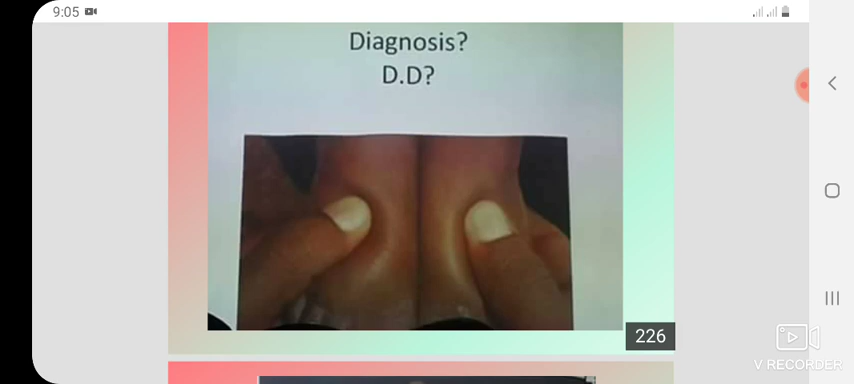 9:05
Diagnosis?
D.D?
226
V RECORDER